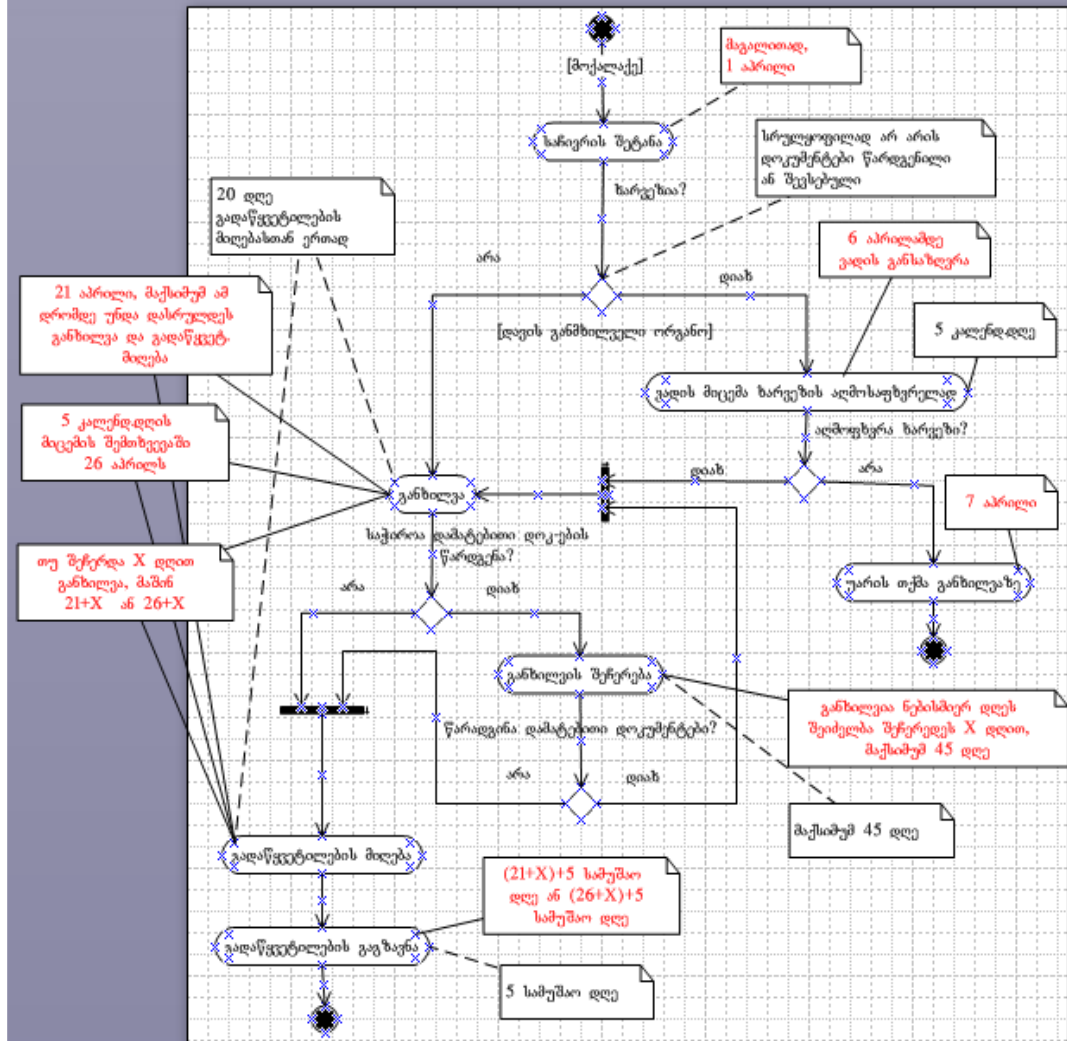 [მოქალაქე]
მაგალითად,
1 აპრილი
საჩივრის შეტანა
ხარვეზია?
სრულყოფილად არ არის
დოკუმენტები წარდგენილი
ან შევსებული
20 დღე
გადაწყვეტილების
მიღებასთან ერთად
6 აპრილამდე
ვადის განსაზღვრა
არა
დიახ
21 აპრილი, მაქსიმუმ ამ
დრომდე უნდა დასრულდეს
განხილვა და გადაწყვეტ.
მიღება
[დავის განმხილველი ორგანო]
5 კალენდ.დღე
ვადის მიცემა ხარვეზის აღმოსაფხვრელად
5 კალენდ.დღის
მიცემის შემთხვევაში
26 აპრილს
აღმოფხვრა ხარვეზი?
დიახ
არა
განხილვა
7 აპრილი
საჭიროა დამატებითი დოკ-ების
წარდგენა?
თუ შეჩერდა X დღით
განხილვა, მაშინ
21+X ან 26+X
უარის თქმა განხილვაზე
არა
დიახ
განხილვის შეჩერება
განხილვია ნებისმიერ დღეს
შეიძელბა შეჩერედეს X დღით,
მაქსიმუმ 45 დღე
წარადგინა დამატებითი დოკუმენტები?
არა
დიახ
მაქსიმუმ 45 დღე
გადაწყვეტილების მიღება
(21+X)+5 სამუშაო
დღე ან (26+X)+5
სამუშაო დღე
გადაწყვეტილების გაგზავნა
5 სამუშაო დღე